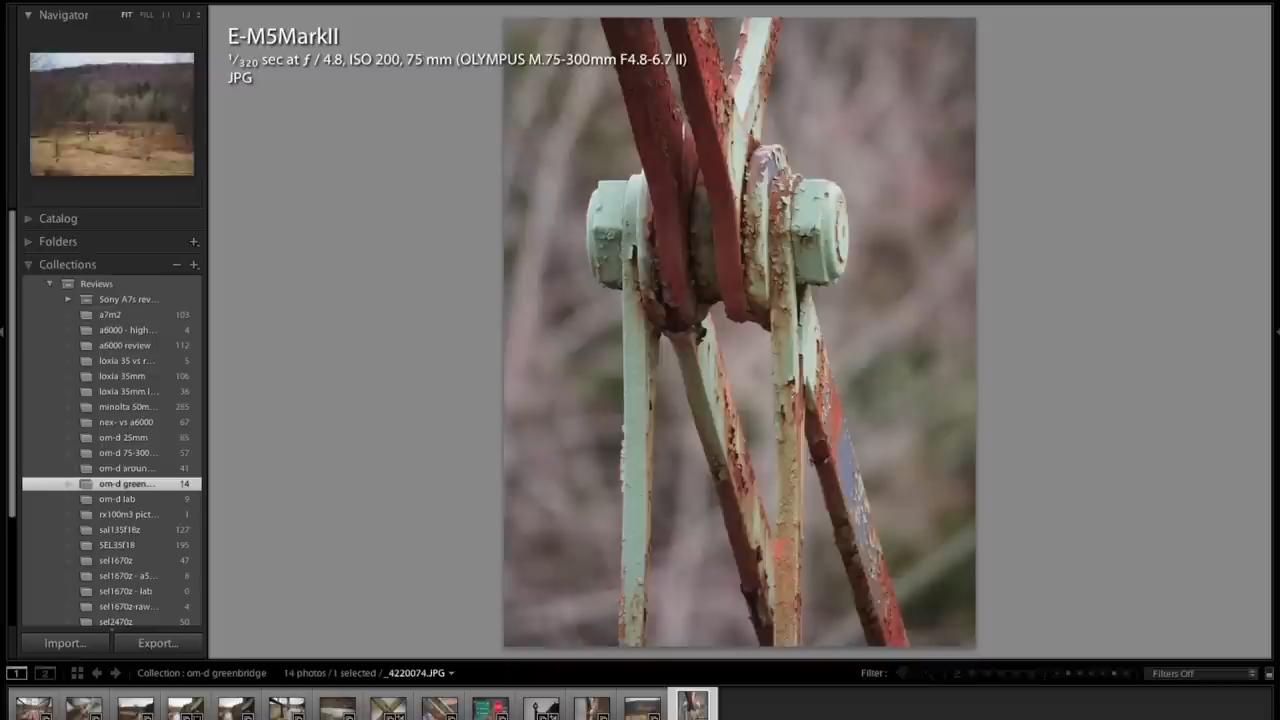 Navigator
FIT
FILL
E-M5MarkII
1/320 sec at ƒ / 4.8, ISO 200, 75 mm (OLYMPUS M.75-300mm F4.8-6.7 II)
JPG
Catalog
Folders
Collections
Reviews
Sony A7s rev...
a7m2 103
a6000 - high... 4
a6000 review 112
loxia 35 vs r... 5
loxia 35mm 106
loxia 35mm l... 36
minolta 50m... 285
nex- vs a6000 67
om-d 25mm 85
om-d 75-300... 57
om-d aroun... 41
om-d green... 14
om-d lab 9
rx100m3 pict... 1
sal135f18z 127
SEL35f18 195
sel1670z 47
sel1670z - a5... 8
sel1670z - lab 0
sel1670z-raw... 4
sel2470z 50
Import...
Export...
1 2
Collection : om-d greenbridge
14 photos / 1 selected / _4220074.JPG
Filter :
Filters Off